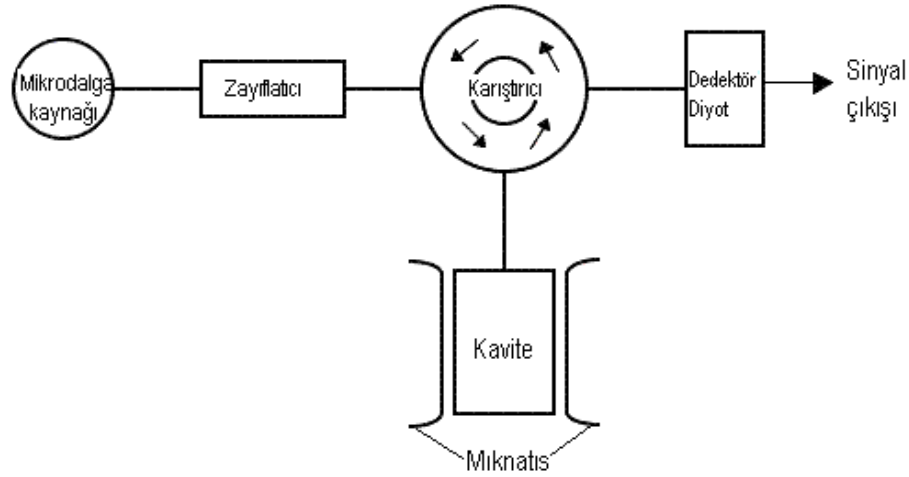 Mikrodalga
kaynağı
Zayıflatıcı
Karıştırıcı
Dedektör
Diyot
Sinyal
çıkışı
Kavite
Mıknatıs